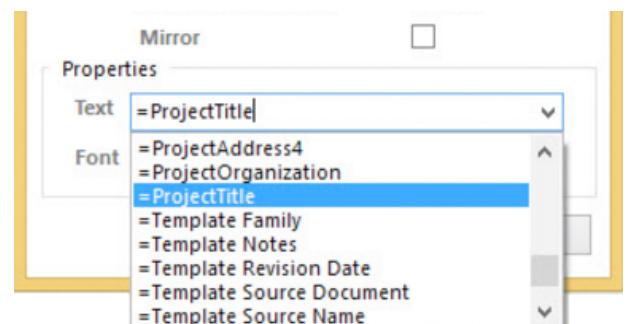 Mirror
Properties
Text =ProjectTitle
Font
=ProjectAddress4
=ProjectOrganization
=ProjectTitle
=Template Family
=Template Notes
=Template Revision Date
=Template Source Document
=Template Source Name